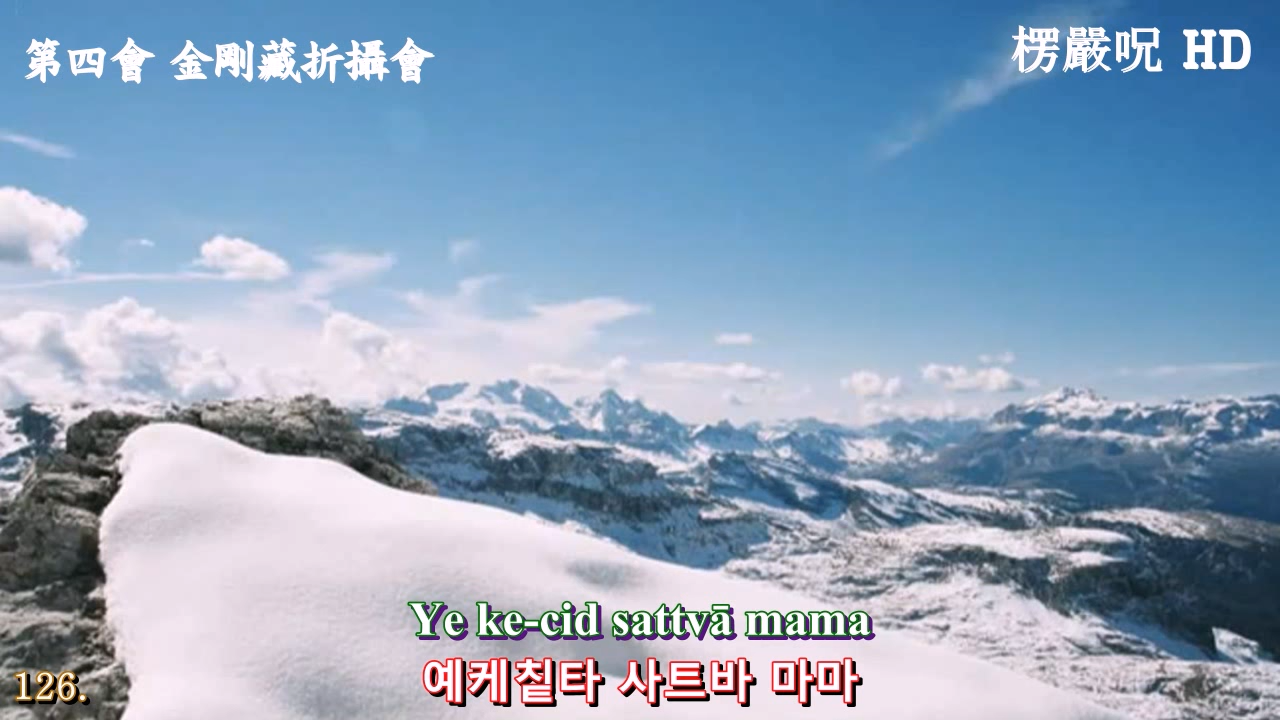 第四會 金剛藏折攝會
楞嚴呪 HD
Ye ke-cid sattvā mama
예케칕타 사트바 마마
126.